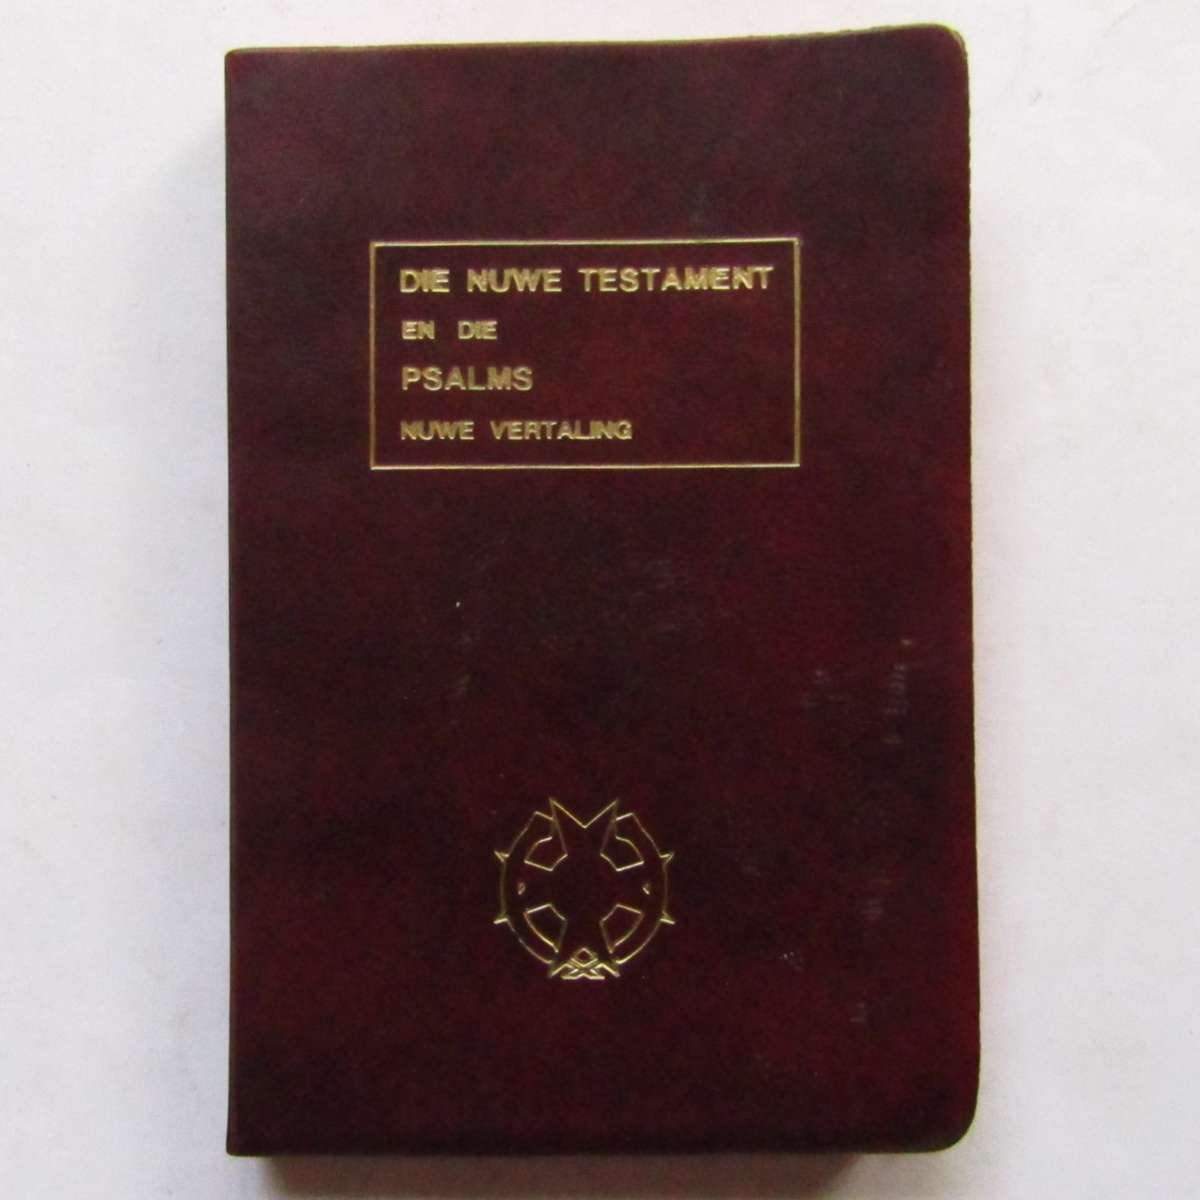 DIE NUWE TESTAMENT
EN DIE
PSALMS
NUWE VERTALING